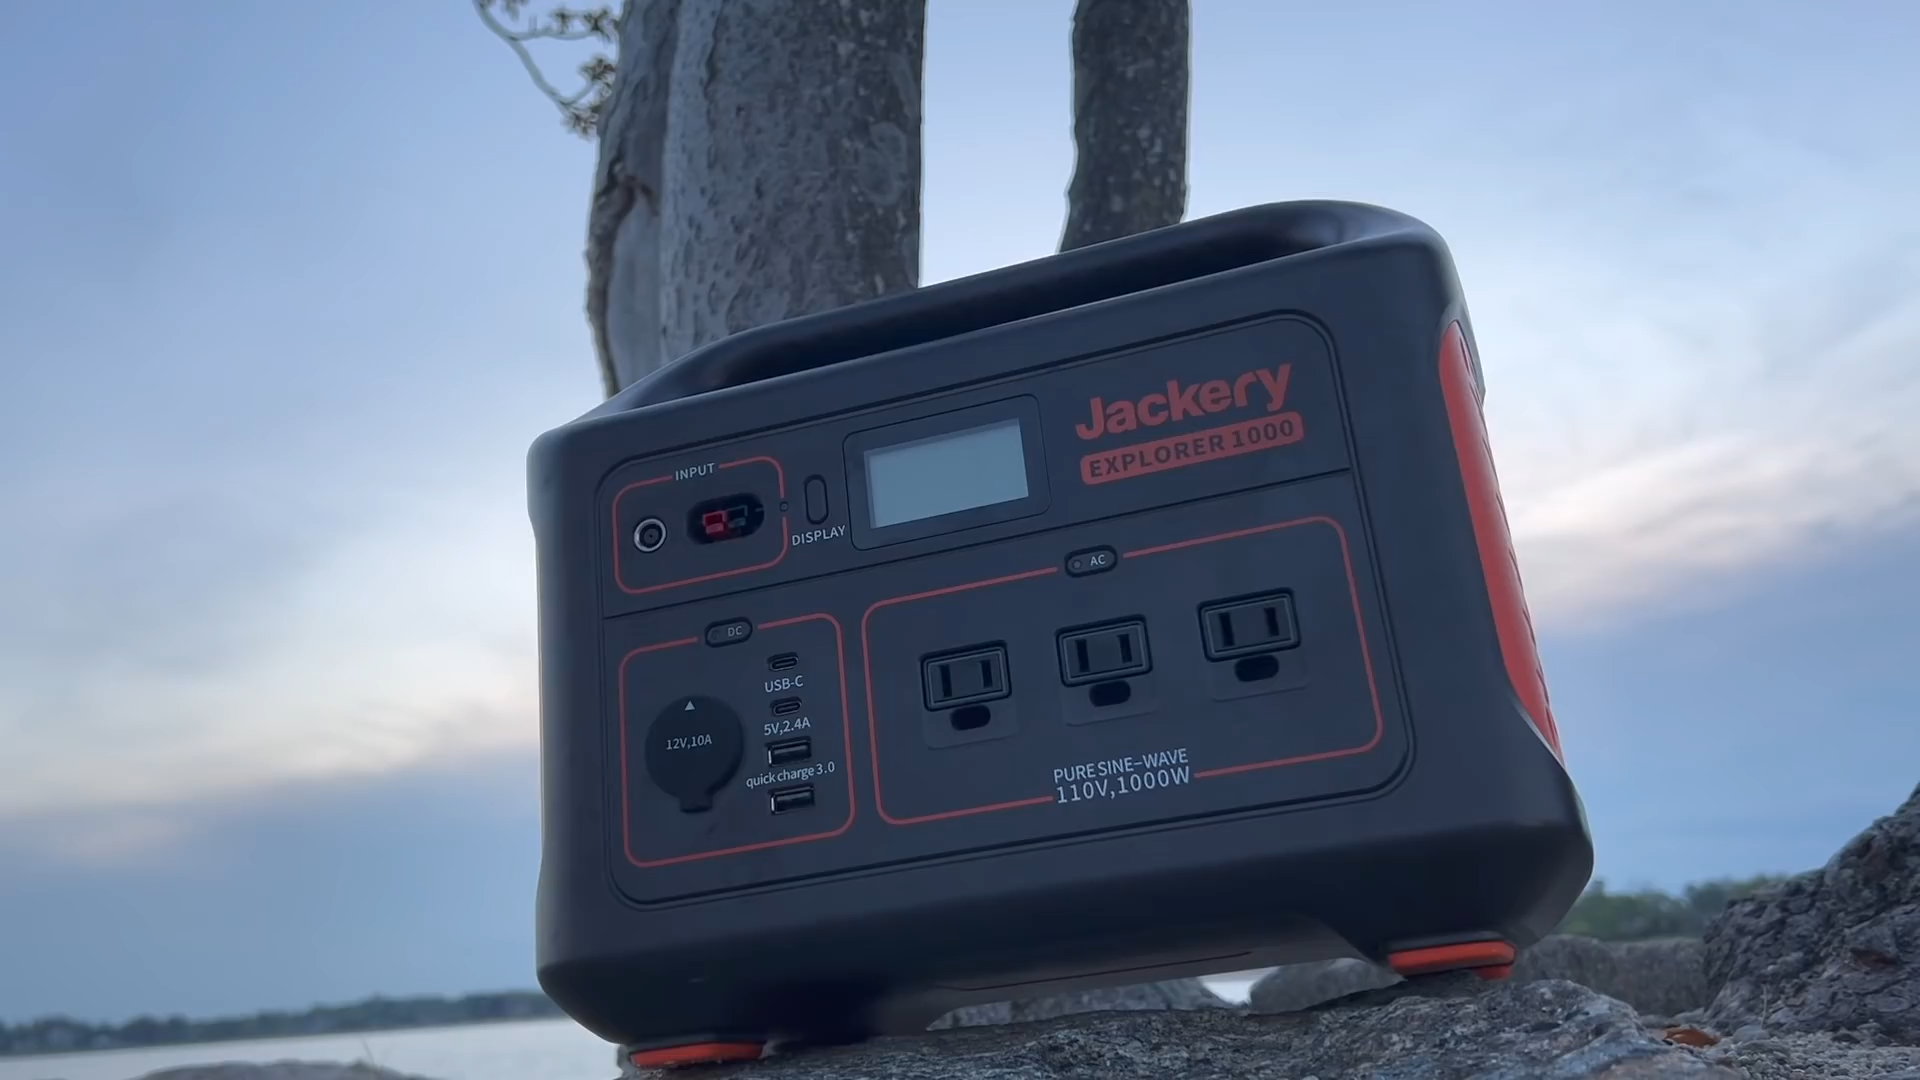 Jackery
EXPLORER 1000
INPUT
DISPLAY
AC
DC
USB-C
5V,2.4A
12V,10A
quick charge 3.0
PURE SINE-WAVE
110V,1000W